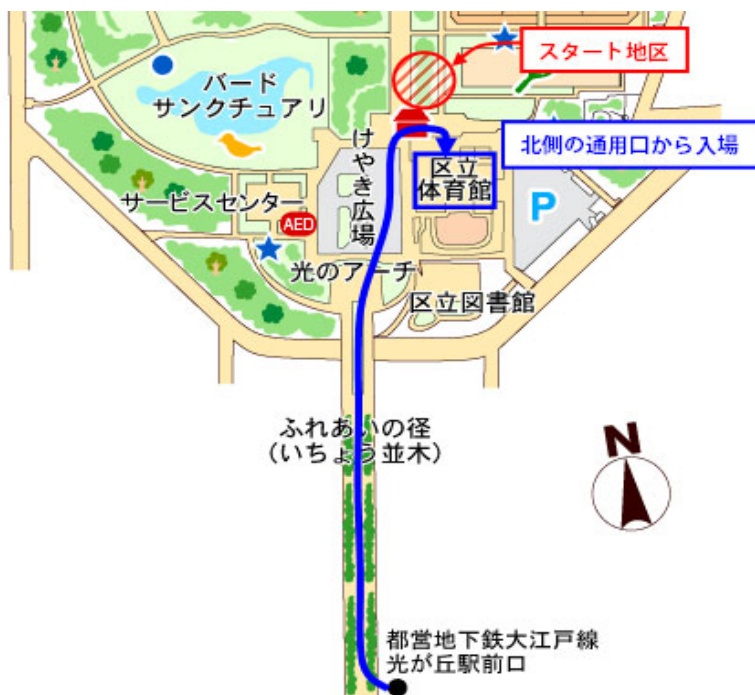 スタート地区
バード
サンクチュアリ
北側の通用口から入場
けやき広場
区立
体育館
サービスセンター
AED
P
光のアーチ
区立図書館
ふれあいの径
（いちょう並木）
N
都営地下鉄大江戸線
光が丘駅前口